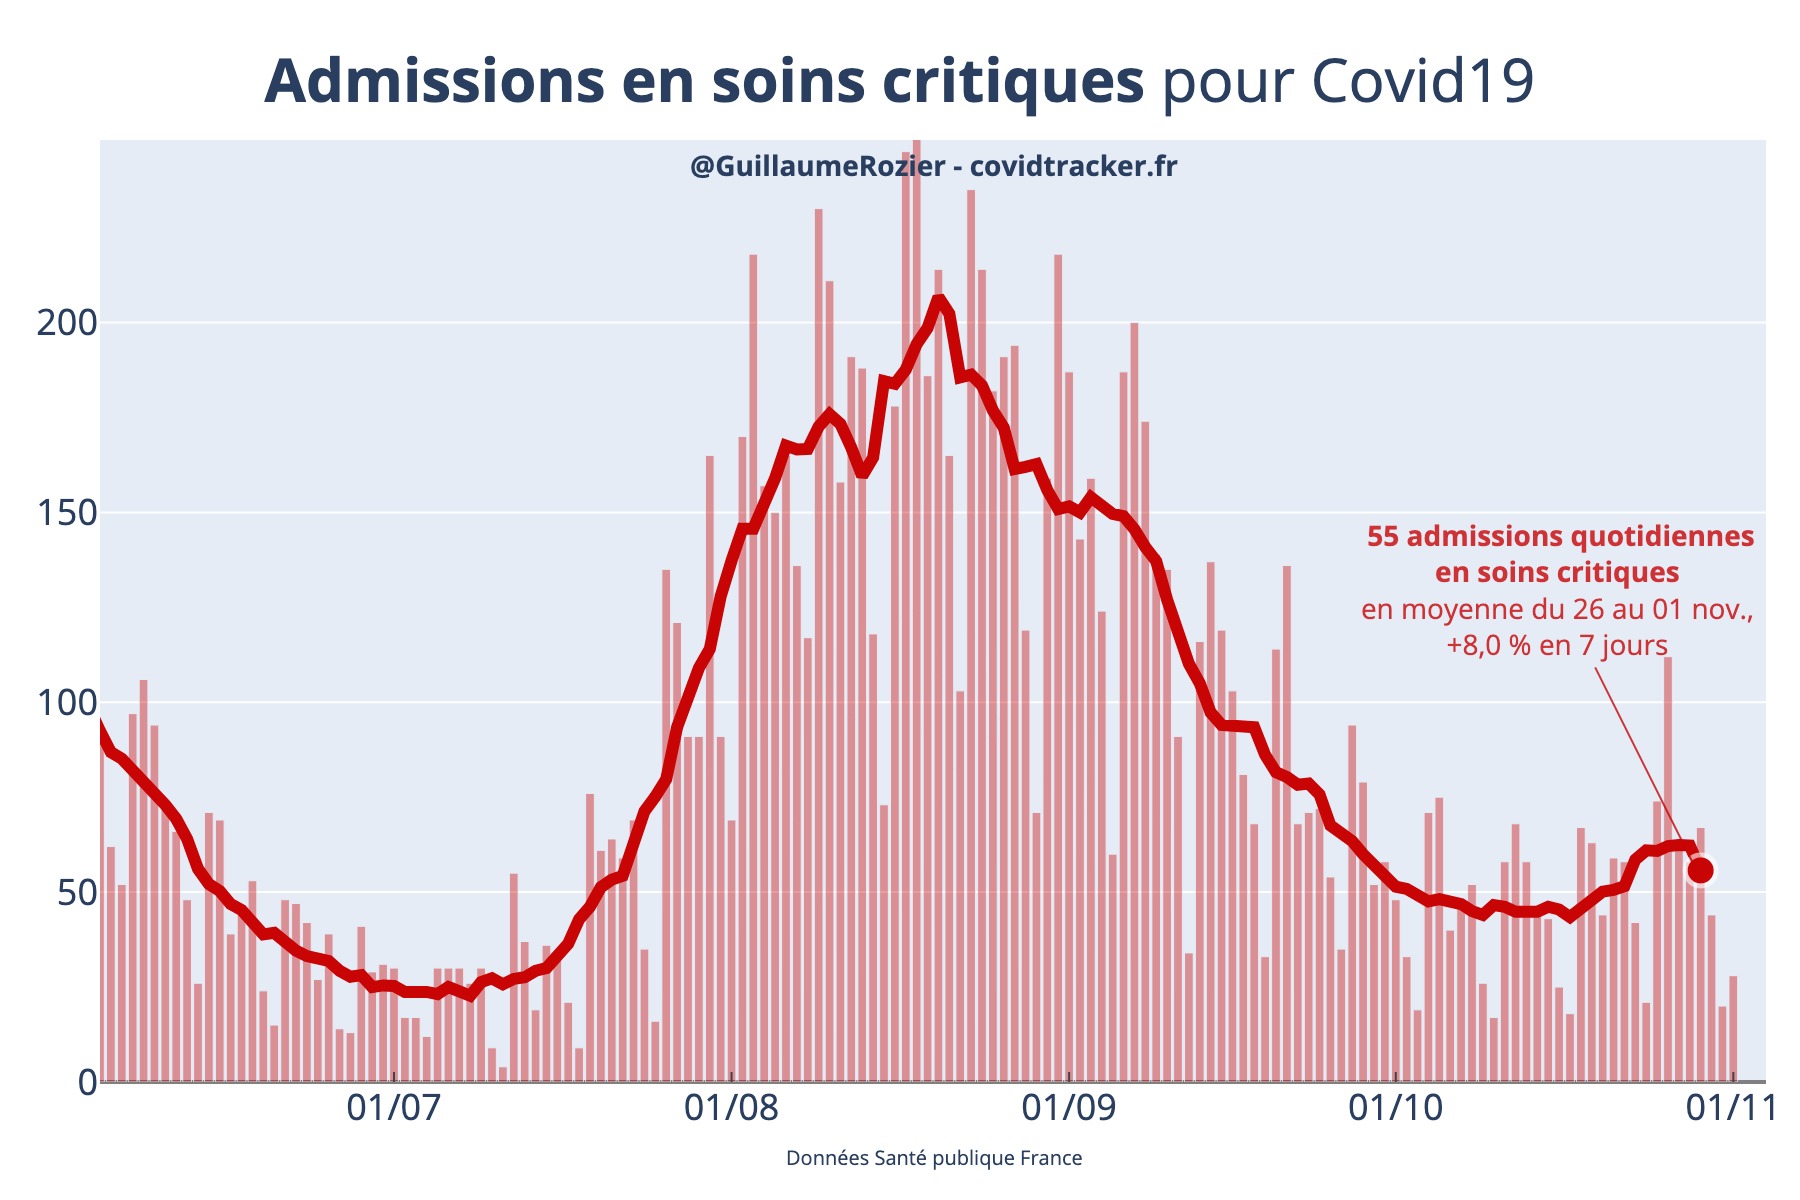 Admissions en soins critiques pour Covid19
@GuillaumeRozier - covidtracker.fr
200
150
100
50
0
55 admissions quotidiennes
en soins critiques
en moyenne du 26 au 01 nov.,
+8,0 % en 7 jours
01/07
01/08
01/09
01/10
01/11
Données Santé publique France